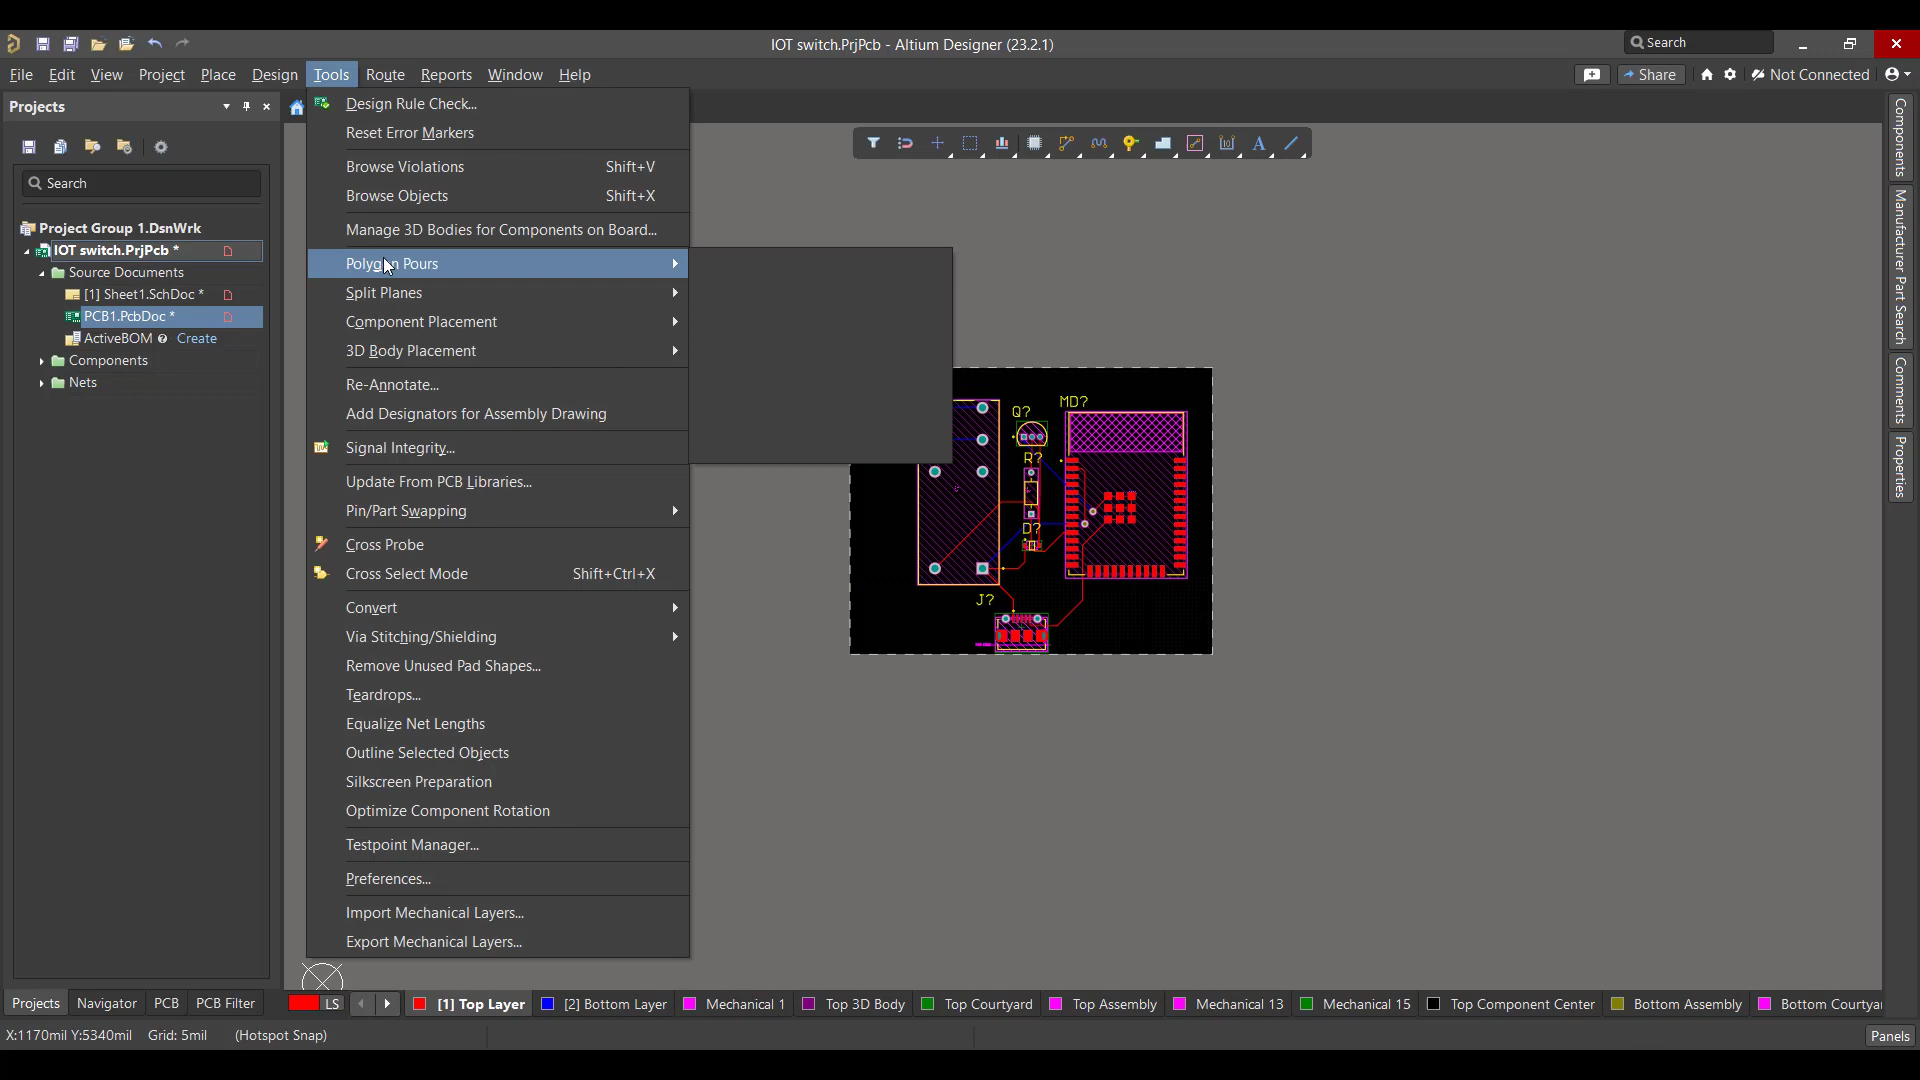 IOT switch.PrjPcb - Altium Designer (23.2.1)
Search
File Edit View Project Place Design Tools Route Reports Window Help
Share
Not Connected
Projects
Search
Project Group 1.DsnWrk
IOT switch.PrjPcb *
Source Documents
[1] Sheet1.SchDoc *
PCB1.PcbDoc *
ActiveBOM Create
Components
Nets
Design Rule Check...
Reset Error Markers
Browse Violations Shift+V
Browse Objects Shift+X
Manage 3D Bodies for Components on Board...
Polygon Pours
Split Planes
Component Placement
3D Body Placement
Re-Annotate...
Add Designators for Assembly Drawing
Signal Integrity...
Update From PCB Libraries...
Pin/Part Swapping
Cross Probe
Cross Select Mode Shift+Ctrl+X
Convert
Via Stitching/Shielding
Remove Unused Pad Shapes...
Teardrops...
Equalize Net Lengths
Outline Selected Objects
Silkscreen Preparation
Optimize Component Rotation
Testpoint Manager...
Preferences...
Import Mechanical Layers...
Export Mechanical Layers...
Q?
MD?
R?
D?
J?
Components
Manufacturer Part Search
Comments
Properties
Projects Navigator PCB PCB Filter
LS
[1] Top Layer
[2] Bottom Layer
Mechanical 1
Top 3D Body
Top Courtyard
Top Assembly
Mechanical 13
Mechanical 15
Top Component Center
Bottom Assembly
Bottom Courtya
X:1170mil Y:5340mil Grid: 5mil (Hotspot Snap)
Panels